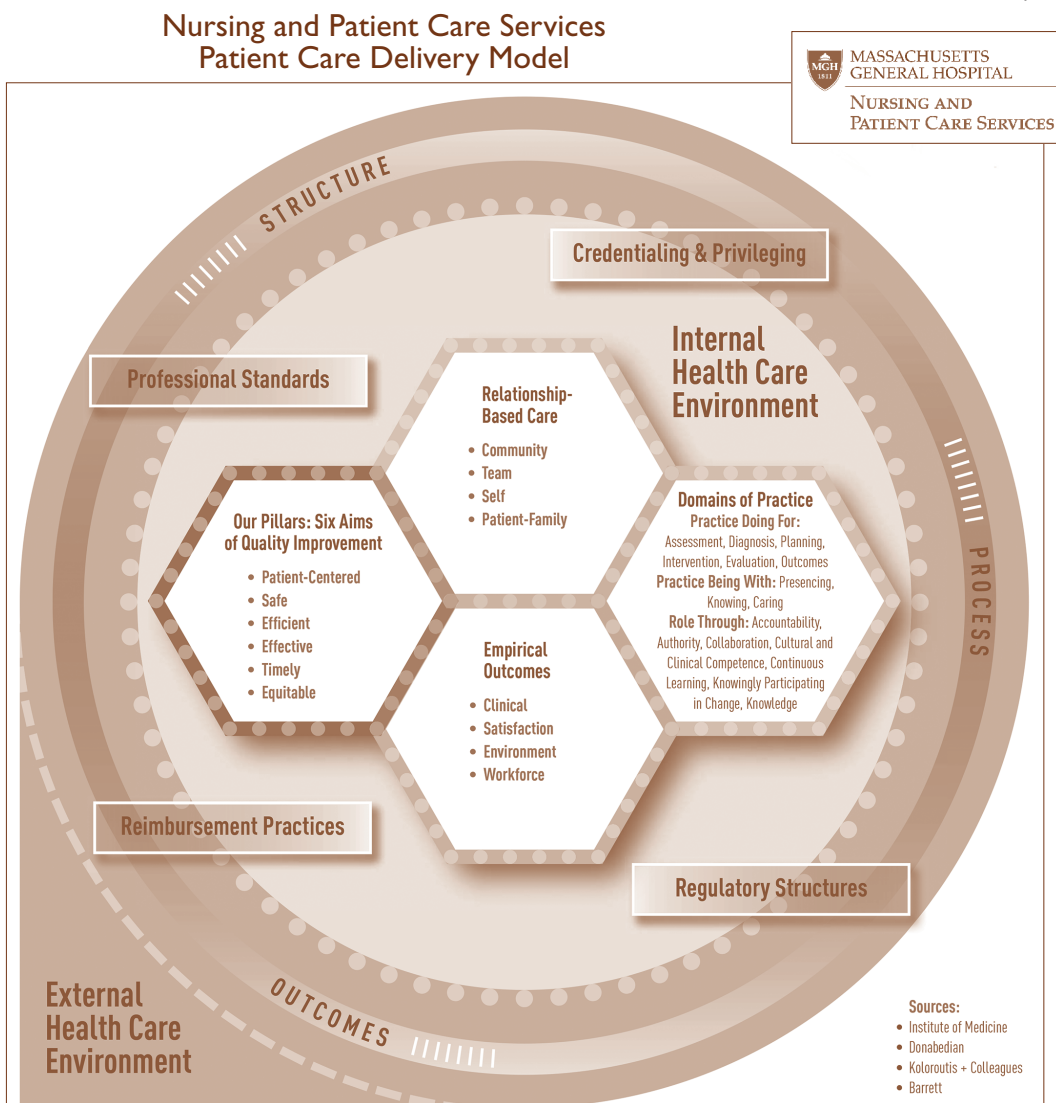 Nursing and Patient Care Services
Patient Care Delivery Model
MGH
1811
MASSACHUSETTS
GENERAL HOSPITAL
NURSING AND
PATIENT CARE SERVICES
STRUCTURE
Credentialing & Privileging
Internal
Health Care
Environment
Professional Standards
Relationship-
Based Care
• Community
• Team
• Self
• Patient-Family
Our Pillars: Six Aims
of Quality Improvement
• Patient-Centered
• Safe
• Efficient
• Effective
• Timely
• Equitable
Domains of Practice
Practice Doing For:
Assessment, Diagnosis, Planning,
Intervention, Evaluation, Outcomes
Practice Being With: Presencing,
Knowing, Caring
Role Through: Accountability,
Authority, Collaboration, Cultural and
Clinical Competence, Continuous
Learning, Knowingly Participating
in Change, Knowledge
PROCESS
Empirical
Outcomes
• Clinical
• Satisfaction
• Environment
• Workforce
Reimbursement Practices
Regulatory Structures
External
Health Care
Environment
OUTCOMES
Sources:
• Institute of Medicine
• Donabedian
• Koloroutis + Colleagues
• Barrett